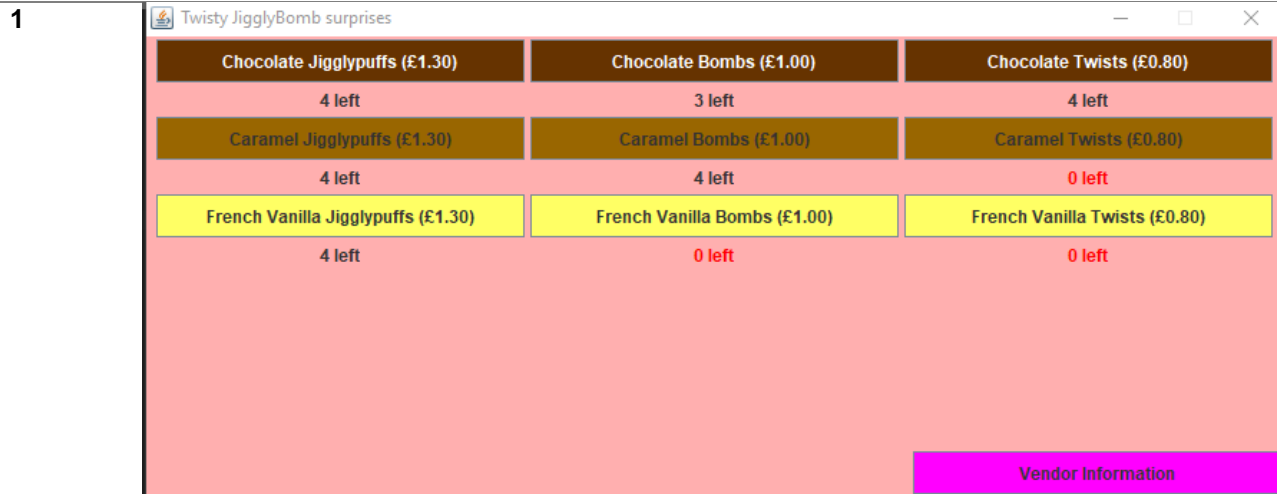 1
Twisty JigglyBomb surprises
Chocolate Jigglypuffs (£1.30) Chocolate Bombs (£1.00) Chocolate Twists (£0.80)
4 left 3 left 4 left
Caramel Jigglypuffs (£1.30) Caramel Bombs (£1.00) Caramel Twists (£0.80)
4 left 4 left 0 left
French Vanilla Jigglypuffs (£1.30) French Vanilla Bombs (£1.00) French Vanilla Twists (£0.80)
4 left 0 left 0 left
Vendor Information